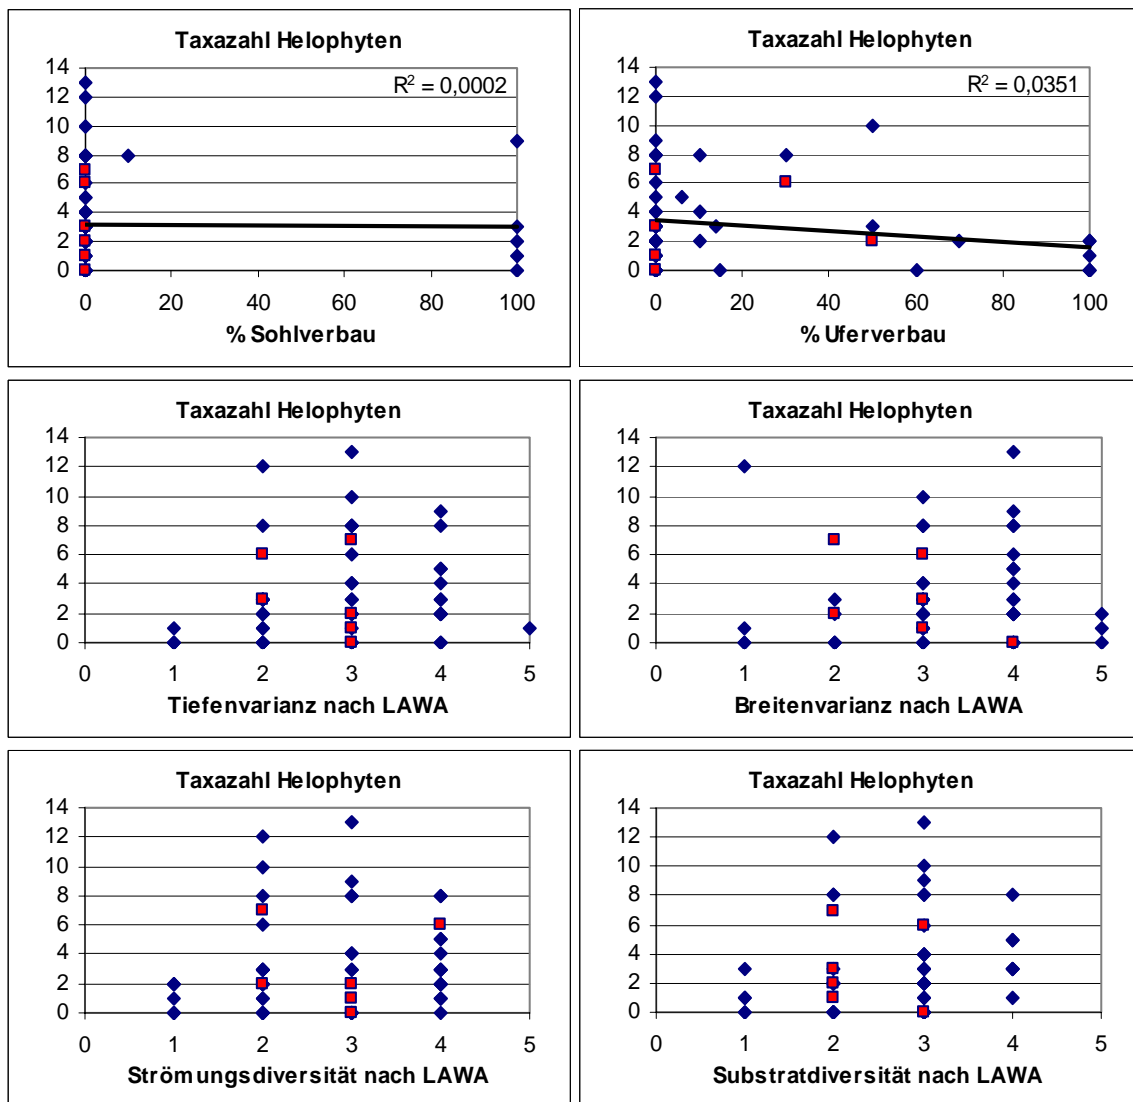 Taxazahl Helophyten
R² = 0,0002
14
12
10
8
6
4
2
0
0 20 40 60 80 100
% Sohlverbau
Taxazahl Helophyten
R² = 0,0351
14
12
10
8
6
4
2
0
0 20 40 60 80 100
% Uferverbau
Taxazahl Helophyten
14
12
10
8
6
4
2
0
0 1 2 3 4 5
Tiefenvarianz nach LAWA
Taxazahl Helophyten
14
12
10
8
6
4
2
0
0 1 2 3 4 5
Breitenvarianz nach LAWA
Taxazahl Helophyten
14
12
10
8
6
4
2
0
0 1 2 3 4 5
Strömungsdiversität nach LAWA
Taxazahl Helophyten
14
12
10
8
6
4
2
0
0 1 2 3 4 5
Substratdiversität nach LAWA